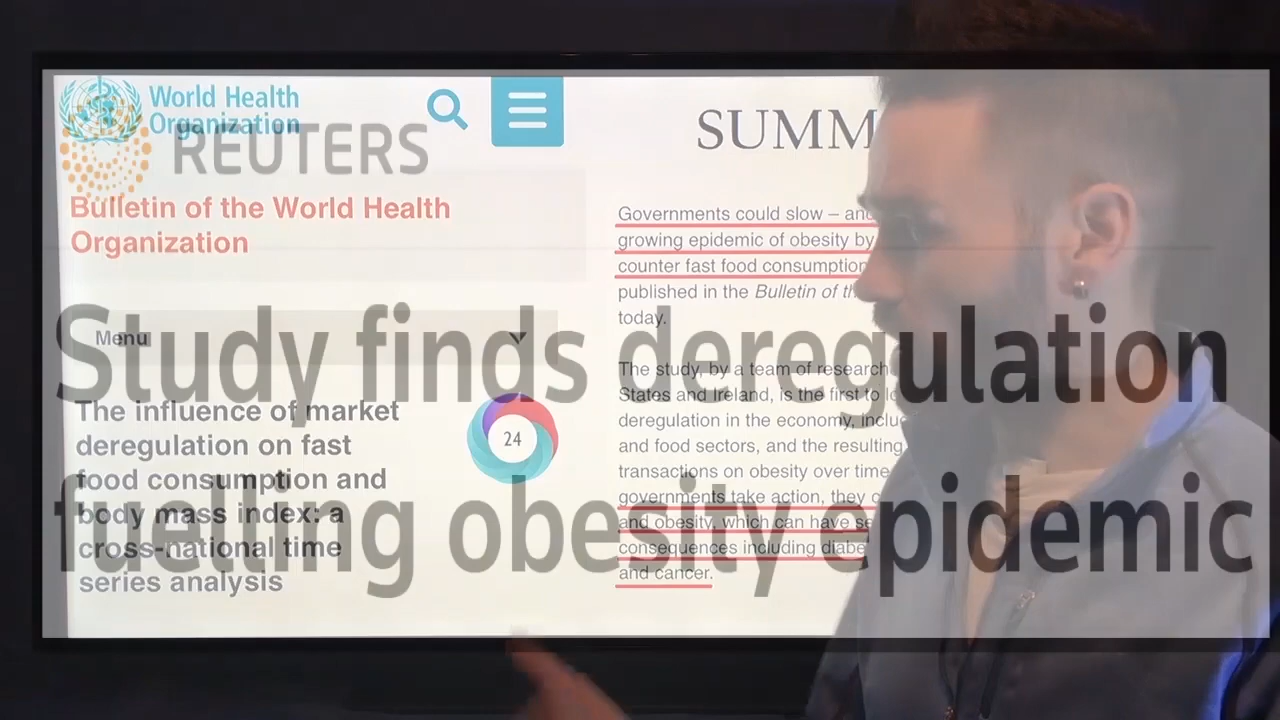 World Health
Organization
REUTERS
Bulletin of the World Health
Organization
Menu
The influence of market
deregulation on fast
food consumption and
body mass index: a
cross-national time
series analysis
24
Study finds deregulation
fuelling obesity epidemic
SUMM
Governments could slow – and
growing epidemic of obesity by
counter fast food consumption
published in the Bulletin of
today.
The study, by a team of
States and Ireland, is the first to
deregulation in the economy,
and food sectors, and the resulting
transactions on obesity over time
governments take action, they
and obesity, which can have
consequences including
and cancer.